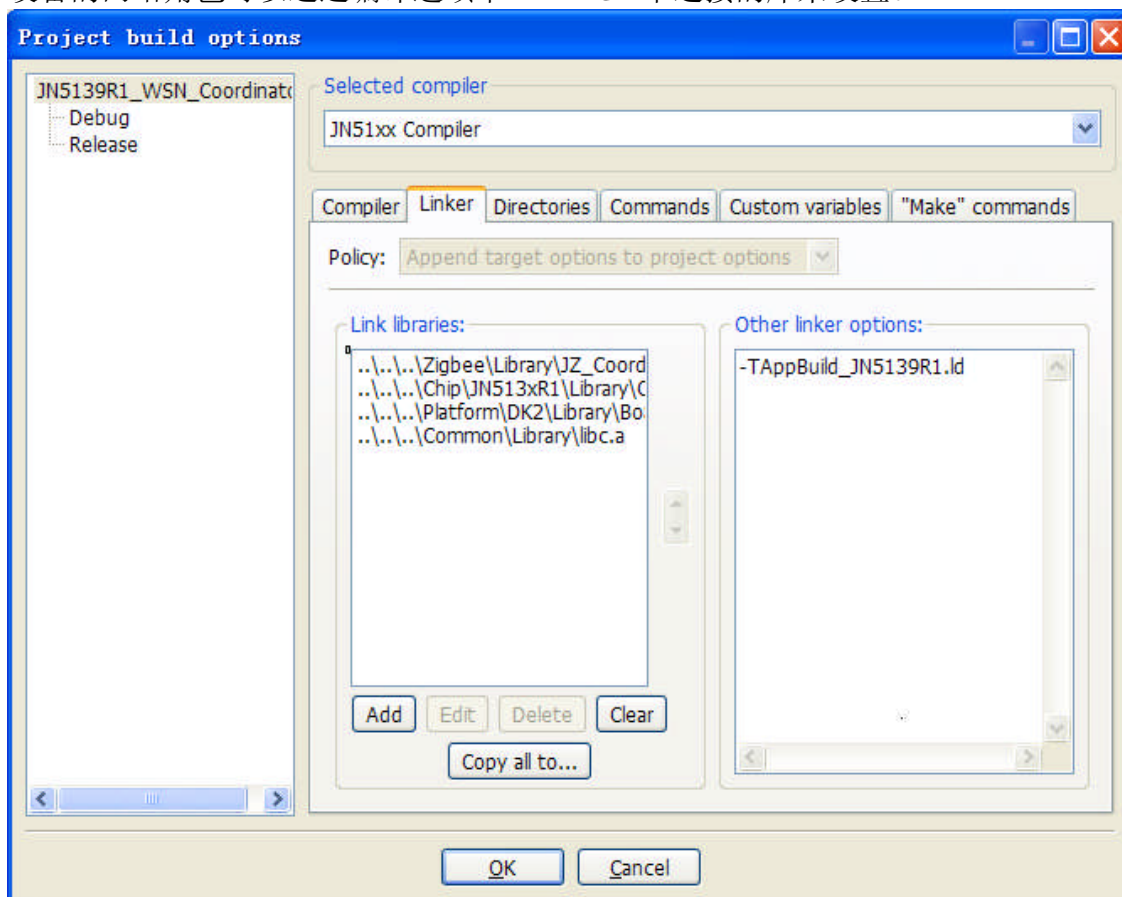 Project build options
JN5139R1_WSN_Coordinato
Debug
Release
Selected compiler
JN51xx Compiler
Compiler Linker Directories Commands Custom variables "Make" commands
Policy: Append target options to project options
Link libraries:
..\..\..\Zigbee\Library\JZ_Coord
..\..\..\Chip\JN513xR1\Library\C
..\..\..\Platform\DK2\Library\Bo
..\..\..\Common\Library\libc.a
Other linker options:
-TAppBuild_JN5139R1.ld
Add Edit Delete Clear
Copy all to...
OK Cancel